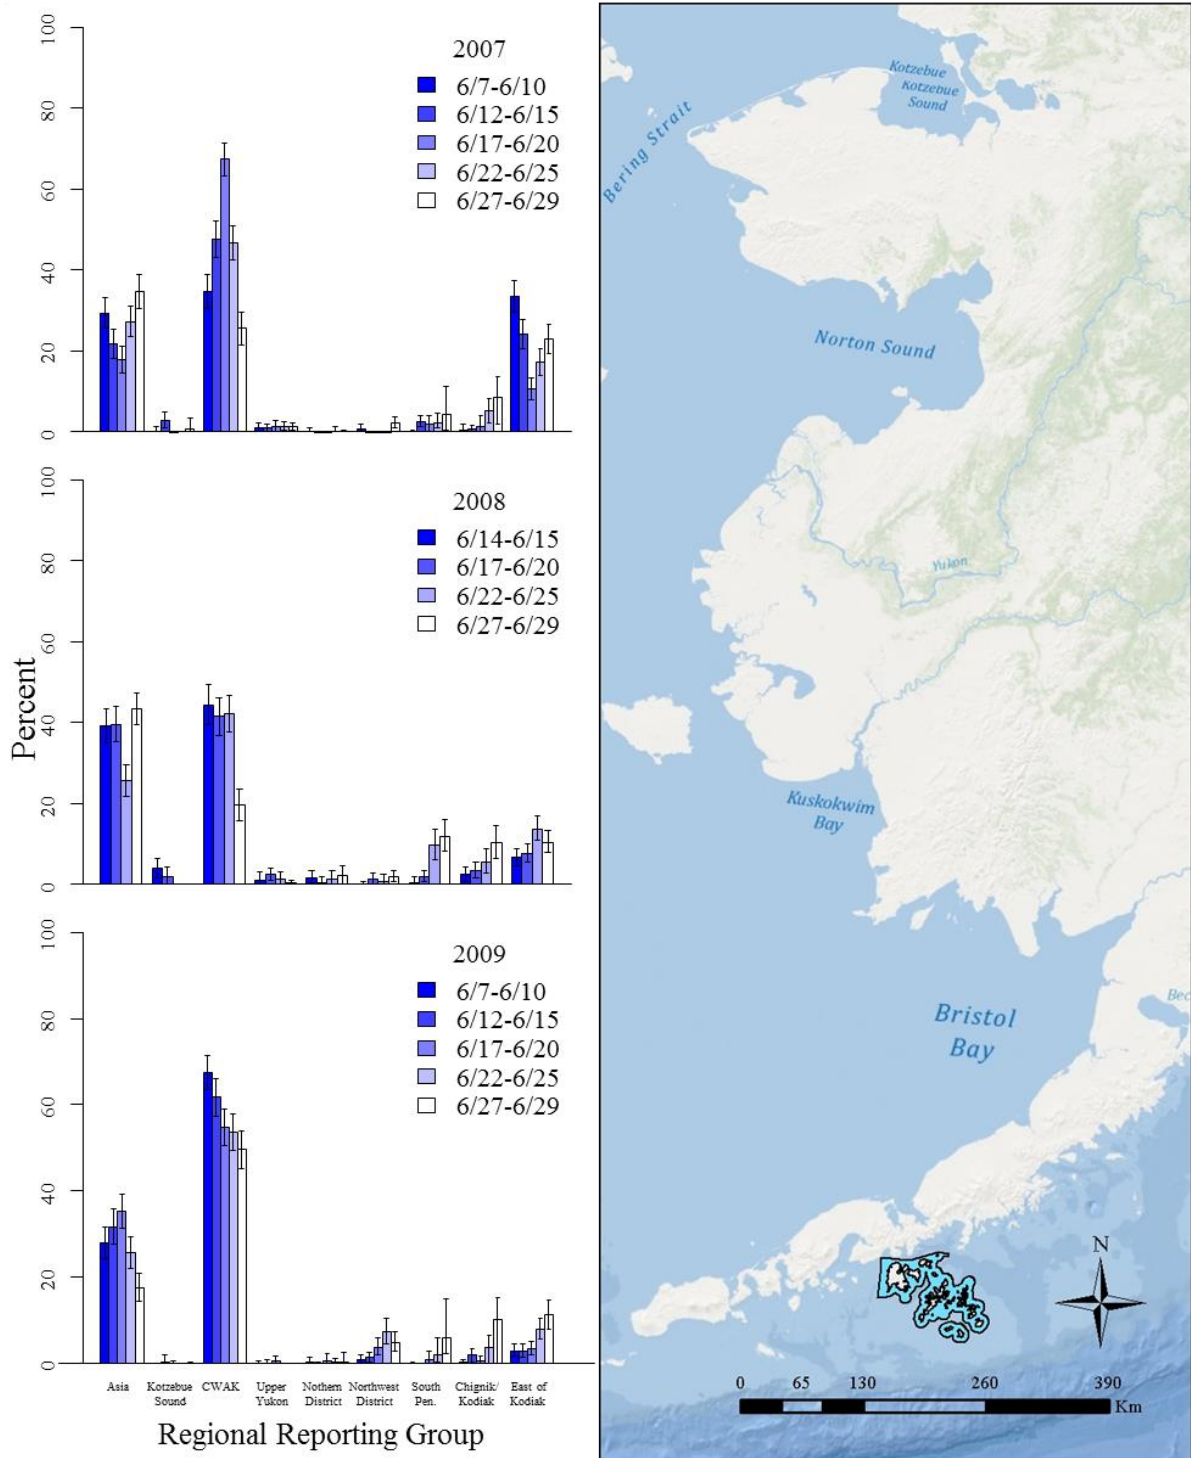 100
80
60
40
20
0
2007
6/7-6/10
6/12-6/15
6/17-6/20
6/22-6/25
6/27-6/29
100
80
60
40
20
0
2008
6/14-6/15
6/17-6/20
6/22-6/25
6/27-6/29
Percent
100
80
60
40
20
0
2009
6/7-6/10
6/12-6/15
6/17-6/20
6/22-6/25
6/27-6/29
Asia
Kotzebue
Sound
CWAK
Upper
Yukon
Nothern
District
Northwest
District
South
Pen.
Chignik/
Kodiak
East of
Kodiak
Regional Reporting Group
Kotzebue
Kotzebue
Sound
Bering Strait
Norton Sound
Yukon
Kuskokwim
Bay
Bristol
Bay
Bec
N
0 65 130 260 390
Km